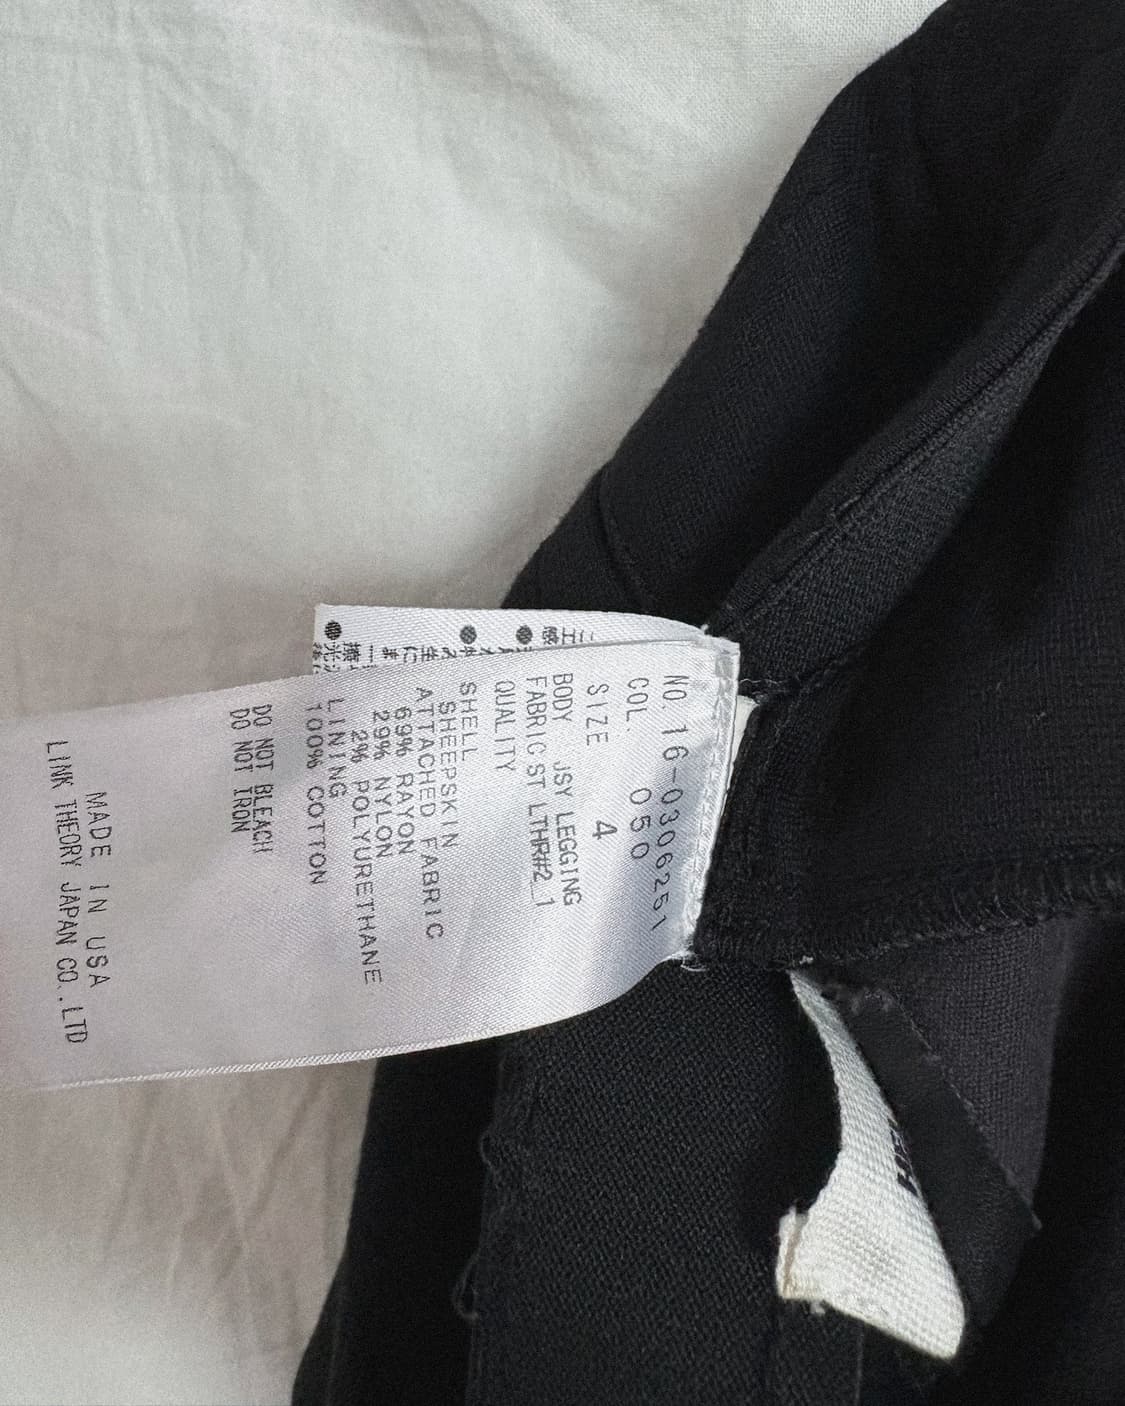 NO. 16-0306251
COL. 050
SIZE 4
BODY JSY LEGGING
FABRIC ST LTHR#2_1
QUALITY
SHELL
SHEEPSKIN
ATTACHED FABRIC
69% RAYON
29% NYLON
2% POLYURETHANE
LINING
100% COTTON
DO NOT BLEACH
DO NOT IRON
MADE IN USA
LINK THEORY JAPAN CO.,LTD